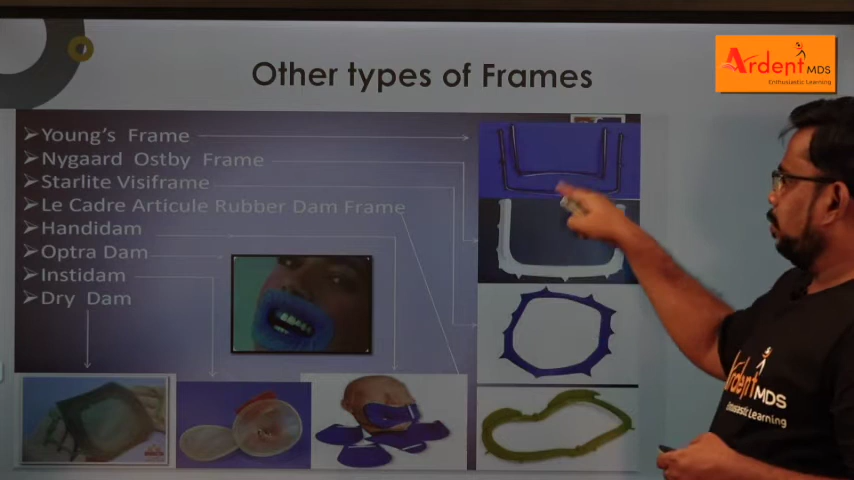 Other types of Frames
Ardent MDS
Enthusiastic Learning
Young's Frame
Nygaard Ostby Frame
Starlite Visiframe
Le Cadre Articule Rubber Dam Frame
Handidam
Optra Dam
Instidam
Dry Dam
Ardent MDS
Enthusiastic Learning